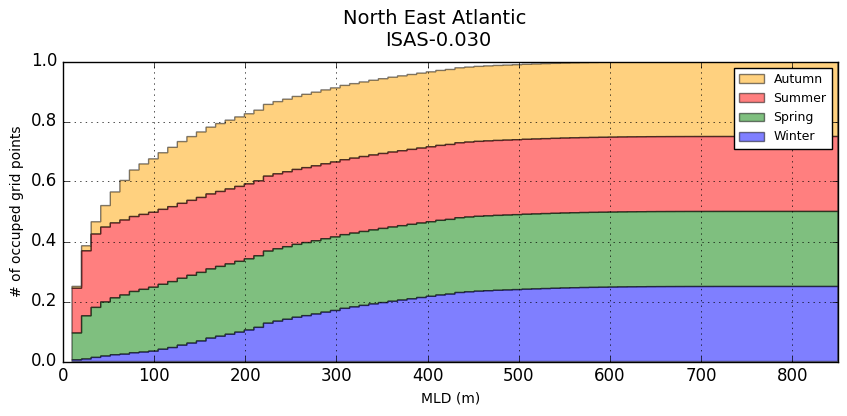 North East Atlantic
ISAS-0.030
1.0
0.8
0.6
0.4
0.2
0.0
# of occuped grid points
Autumn
Summer
Spring
Winter
0 100 200 300 400 500 600 700 800
MLD (m)